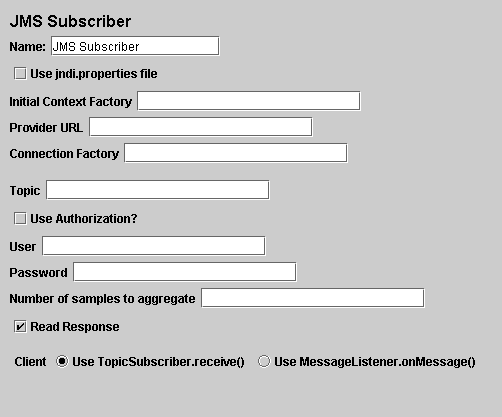 JMS Subscriber
Name: JMS Subscriber
Use jndi.properties file
Initial Context Factory
Provider URL
Connection Factory
Topic
Use Authorization?
User
Password
Number of samples to aggregate
Read Response
Client Use TopicSubscriber.receive() Use MessageListener.onMessage()